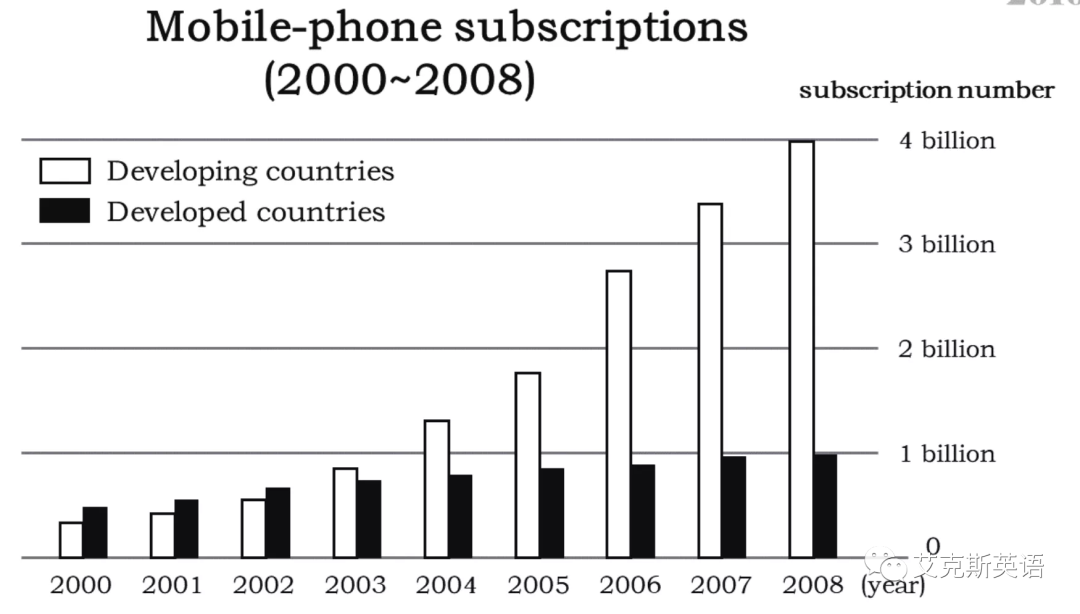 Mobile-phone subscriptions
(2000~2008)
subscription number
4 billion
Developing countries
Developed countries
3 billion
2 billion
1 billion
0
2000 2001 2002 2003 2004 2005 2006 2007 2008 (year)
艾克斯英语